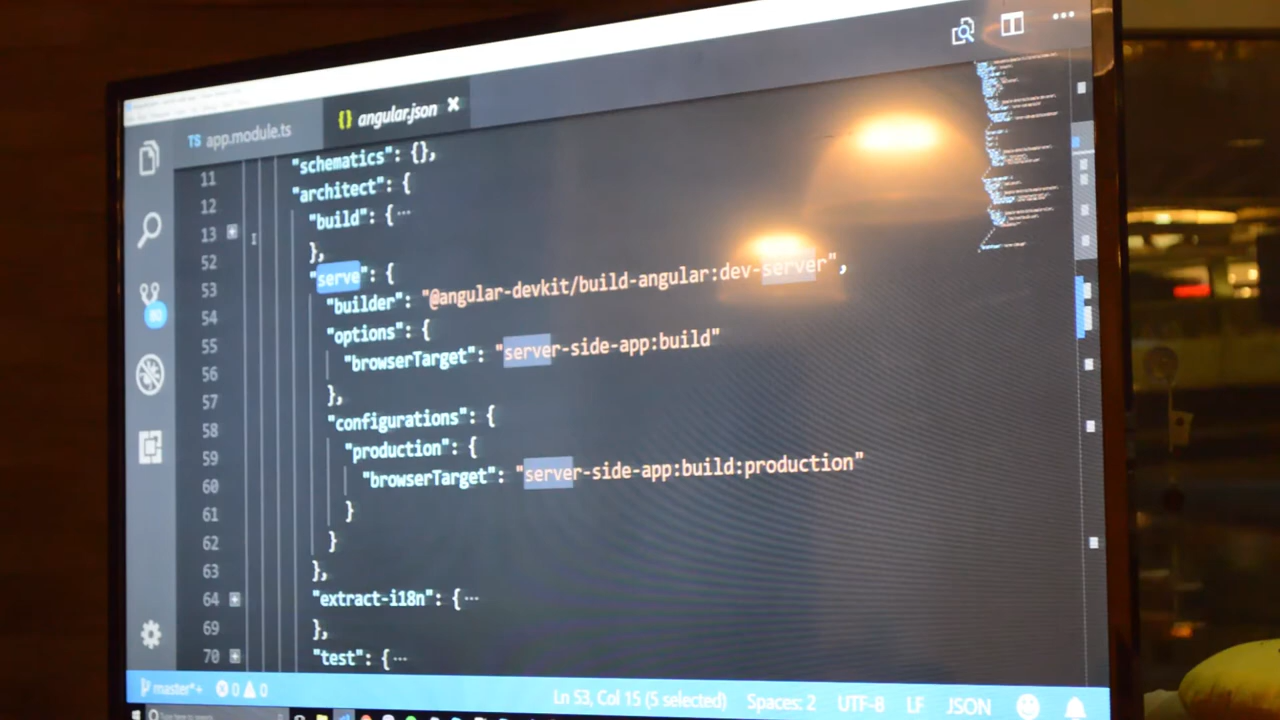 TS app.module.ts {} angular.json ×
11 "schematics": {},
12 "architect": {
13 "build": {···
52 },
53 "serve": {
54 "builder": "@angular-devkit/build-angular:dev-server",
55 "options": {
56 "browserTarget": "server-side-app:build"
57 },
58 "configurations": {
59 "production": {
60 "browserTarget": "server-side-app:build:production"
61 }
62 }
63 },
64 "extract-i18n": {···
69 },
70 "test": {···
80
master*+ 0 0 Ln 53, Col 15 (5 selected) Spaces: 2 UTF-8 LF JSON